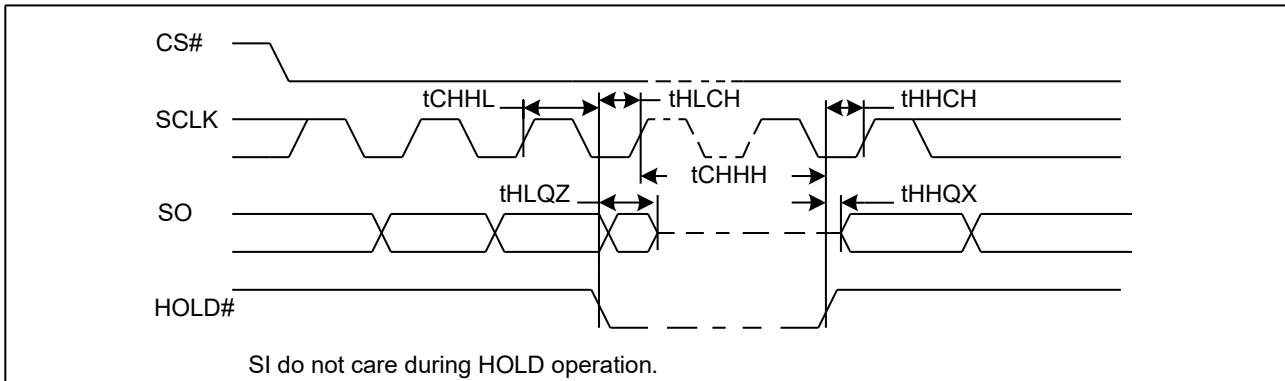 CS#
tCHHL
tHLCH
tHHCH
SCLK
tCHHH
tHLQZ
tHHQX
SO
HOLD#
SI do not care during HOLD operation.